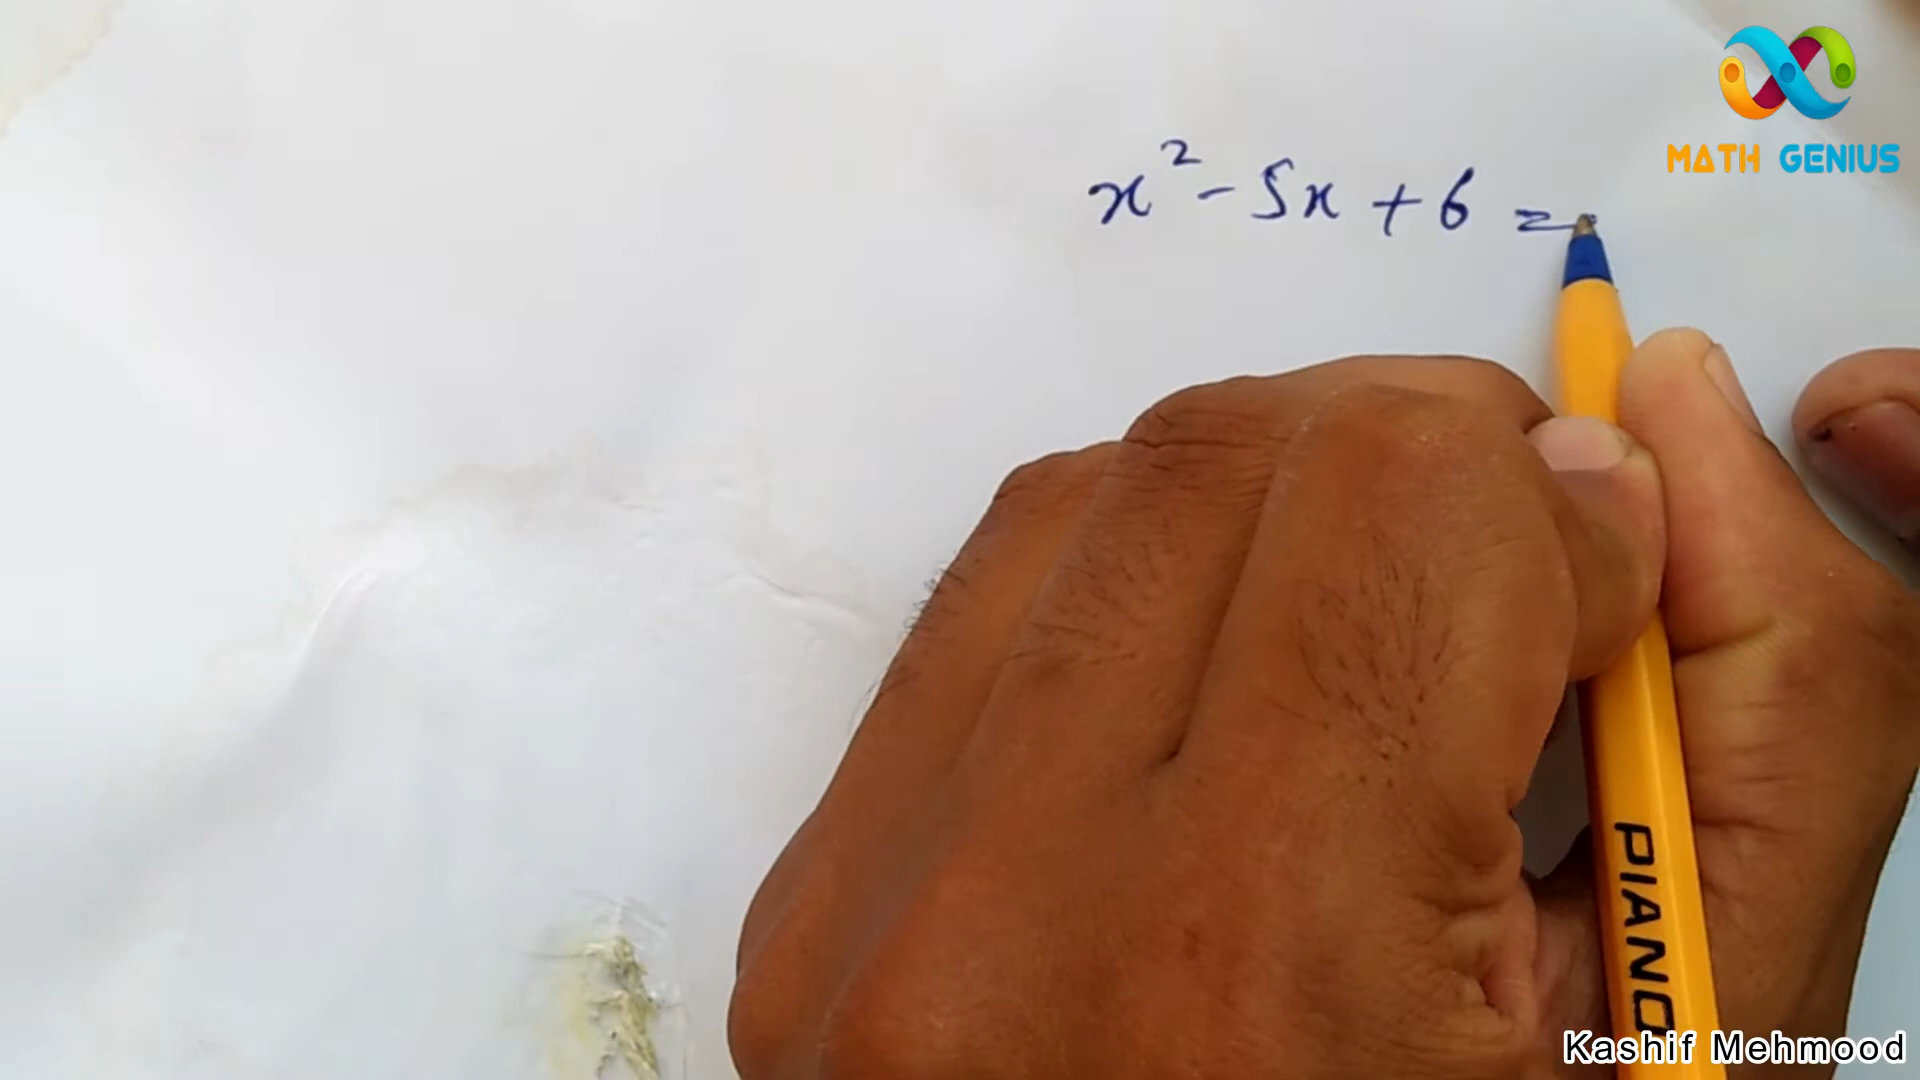 x² - 5x + 6 =
MATH GENIUS
PIANO
Kashif Mehmood